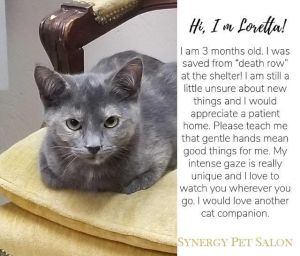 Hi, I'm Loretta!
I am 3 months old. I was
saved from "death row"
at the shelter! I am still a
little unsure about new
things and I would
appreciate a patient
home. Please teach me
that gentle hands mean
good things for me. My
intense gaze is really
unique and I love to
watch you wherever you
go. I would love another
cat companion.
SYNERGY PET SALON